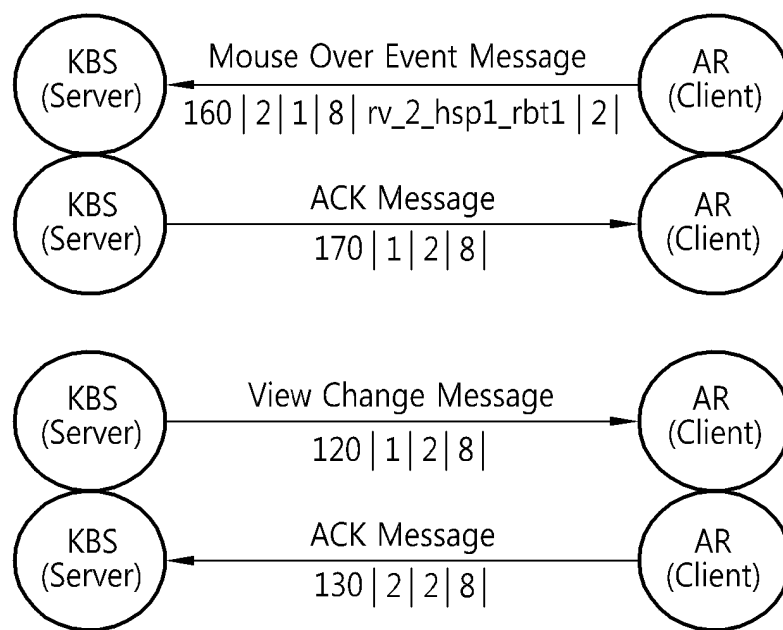 KBS
(Server)
Mouse Over Event Message
160|2|1|8| rv_2_hsp1_rbt1 |2|
AR
(Client)
KBS
(Server)
ACK Message
170|1|2|8|
AR
(Client)
KBS
(Server)
View Change Message
120|1|2|8|
AR
(Client)
KBS
(Server)
ACK Message
130|2|2|8|
AR
(Client)